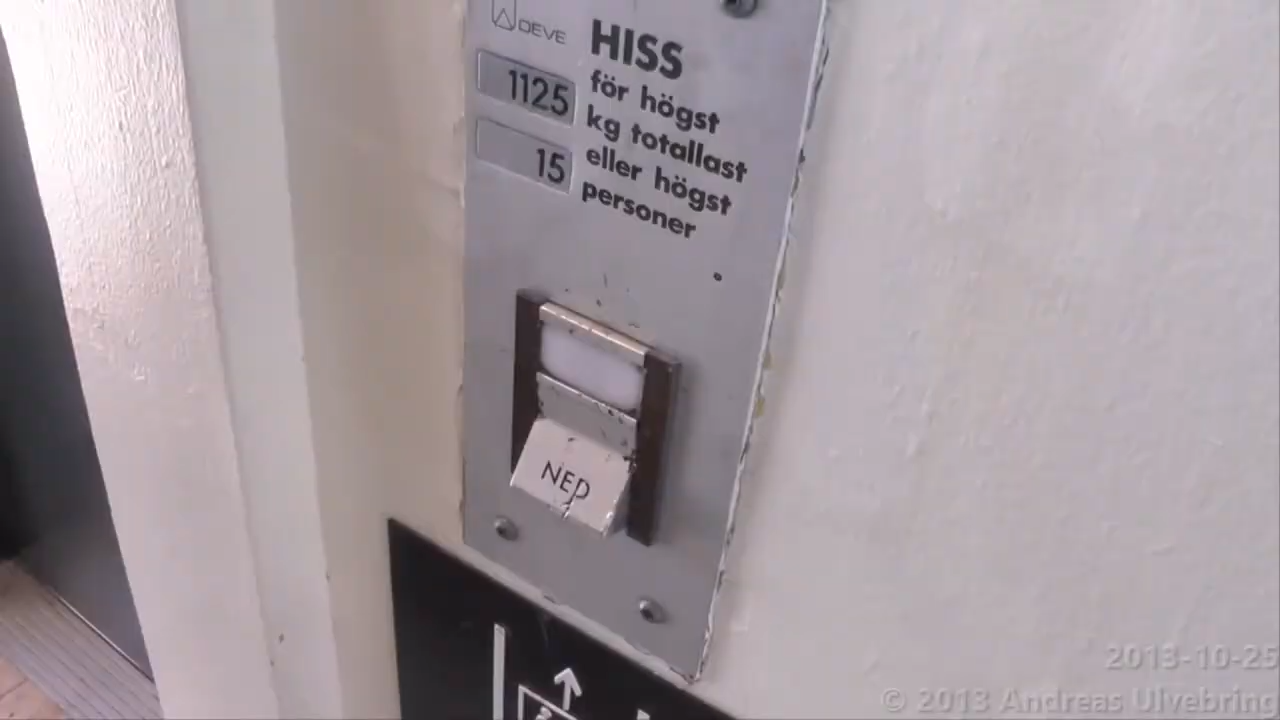 DEVE
HISS
1125
för högst
kg totallast
15
eller högst
personer
NED
2013-10-25
© 2013 Andreas Ulvebring